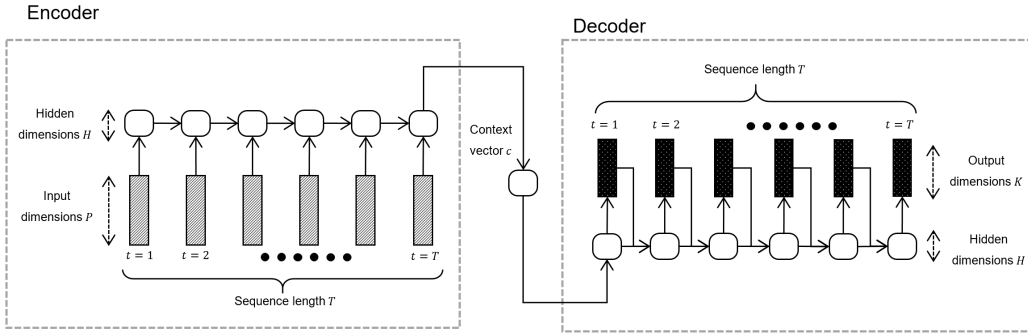 Encoder
Hidden
dimensions H
Input
dimensions P
t = 1
t = 2
t = T
Sequence length T
Context
vector c
Decoder
Sequence length T
t = 1
t = 2
t = T
Output
dimensions K
Hidden
dimensions H